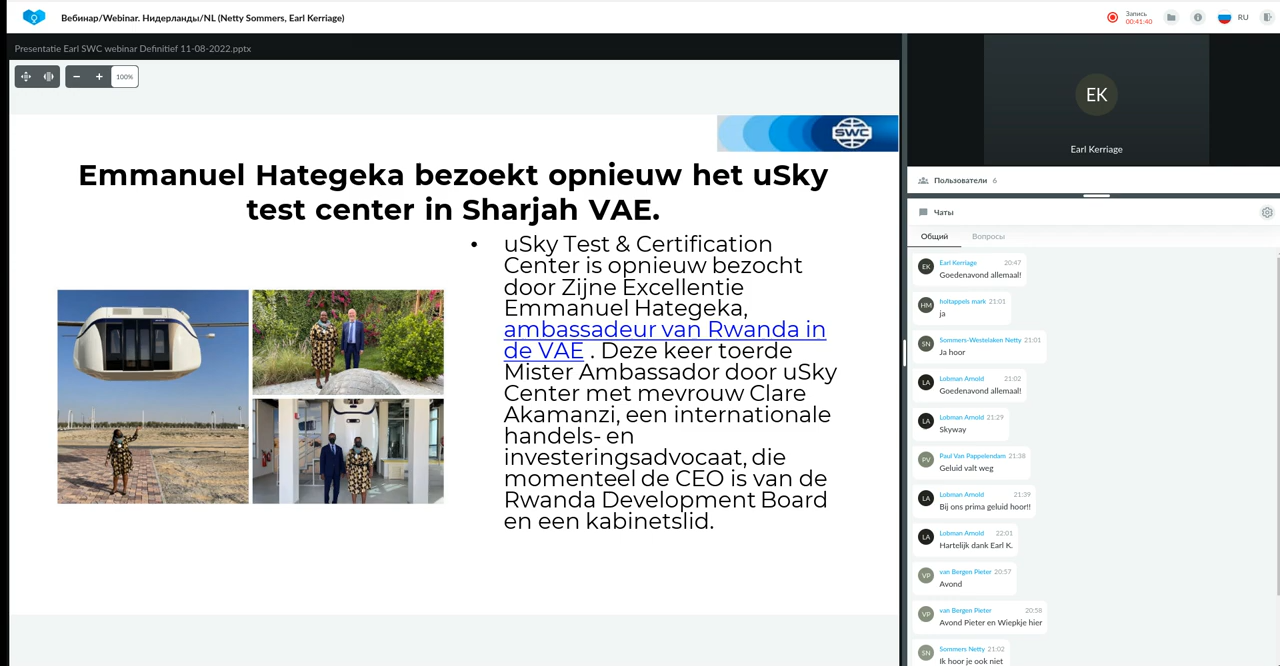 Вебинар/Webinar. Нидерланды/NL (Netty Sommers, Earl Kerriage)
Запись
00:41:40
RU
Presentatie Earl SWC webinar Definitief 11-08-2022.pptx
100%
SWC
Emmanuel Hategeka bezoekt opnieuw het uSky
test center in Sharjah VAE.
• uSky Test & Certification
Center is opnieuw bezocht
door Zijne Excellentie
Emmanuel Hategeka,
ambassadeur van Rwanda in
de VAE . Deze keer toerde
Mister Ambassador door uSky
Center met mevrouw Clare
Akamanzi, een internationale
handels- en
investeringsadvocaat, die
momenteel de CEO is van de
Rwanda Development Board
en een kabinetslid.
EK
Earl Kerriage
Пользователи 6
Чаты
Общий Вопросы
EK Earl Kerriage 20:47
Goedenavond allemaal!
HM holtappels mark 21:01
ja
SN Sommers-Westelaken Netty 21:01
Ja hoor
LA Lobman Arnold 21:02
Goedenavond allemaal!
LA Lobman Arnold 21:29
Skyway
PV Paul Van Pappelendam 21:38
Geluid valt weg
LA Lobman Arnold 21:39
Bij ons prima geluid hoor!!
LA Lobman Arnold 22:01
Hartelijk dank Earl K.
VP van Bergen Pieter 20:57
Avond
VP van Bergen Pieter 20:58
Avond Pieter en Wiepkje hier
SN Sommers Netty 21:02
Ik hoor je ook niet